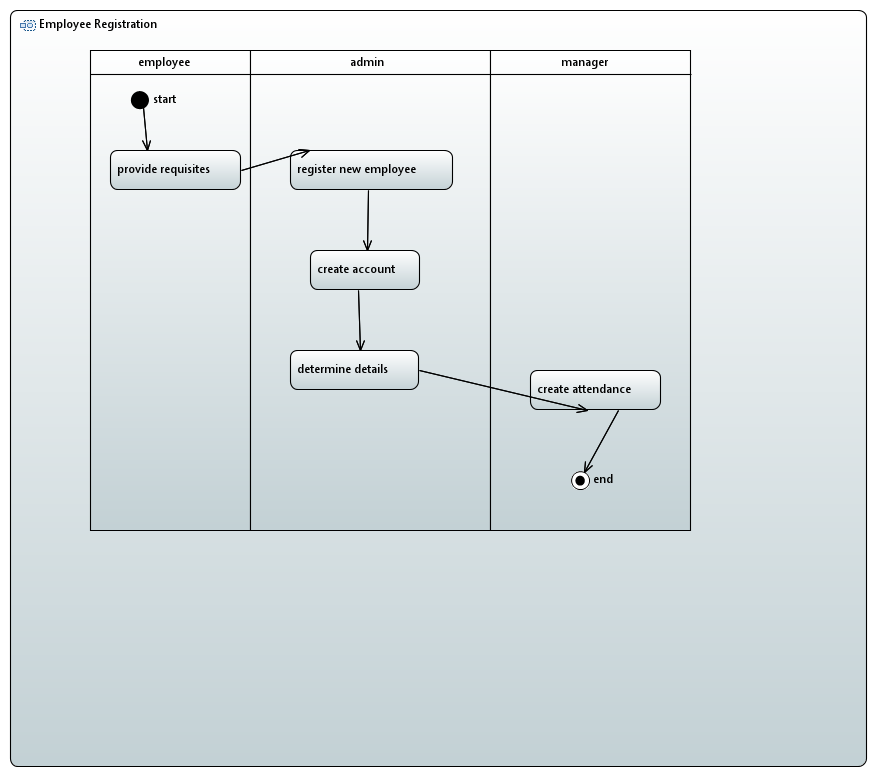 Employee Registration
employee
admin
manager
start
provide requisites
register new employee
create account
determine details
create attendance
end